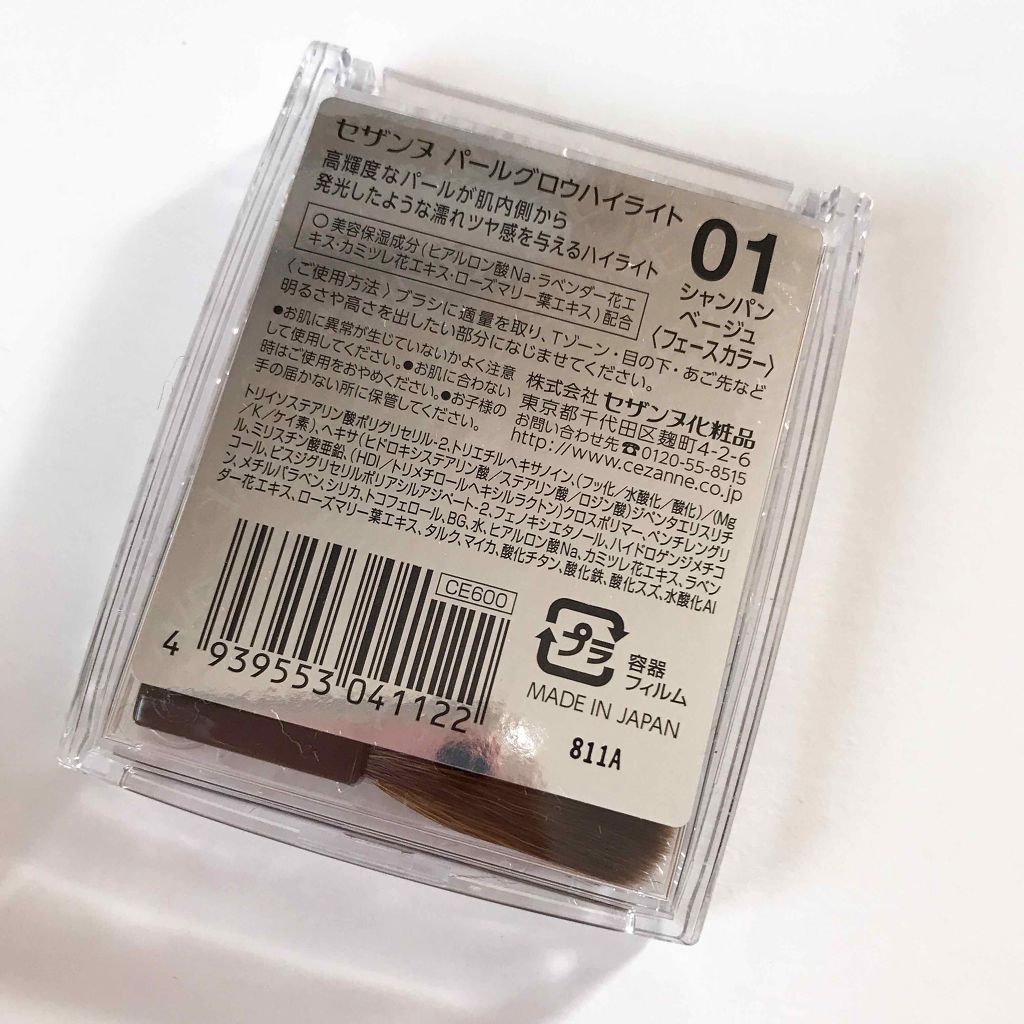 セザンヌ パールグロウハイライト
高輝度なパールが肌内側から
発光したような濡れツヤ感を与えるハイライト
01
シャンパン
ベージュ
〈フェースカラー〉
○美容保湿成分(ヒアルロン酸Na・ラベンダー花エ
キス・カミツレ花エキス・ローズマリー葉エキス)配合
〈ご使用方法〉ブラシに適量を取り、Tゾーン・目の下・あご先など
明るさや高さを出したい部分になじませてください。
●お肌に異常が生じていないかよく注意
して使用してください。●お肌に合わない
時はご使用をおやめください。●お子様の
手の届かない所に保管してください。
株式会社 セザンヌ化粧品
東京都千代田区麹町4-2-6
お問い合わせ先☎0120-55-8515
http://www.cezanne.co.jp
トリイソステアリン酸ポリグリセリル-2、トリエチルヘキサノイン、(フッ化/水酸化/酸化)/(Mg
/K/ケイ素)、ヘキサ(ヒドロキシステアリン酸/ステアリン酸/ロジン酸)ジペンタエリスリチ
ル、ミリスチン酸亜鉛、(HDI/トリメチロールヘキシルラクトン)クロスポリマー、ペンチレングリ
コール、ビスジグリセリルポリアシルアジペート-2、フェノキシエタノール、ハイドロゲンジメチコ
ン、メチルパラベン、シリカ、トコフェロール、BG、水、ヒアルロン酸Na、カミツレ花エキス、ラベン
ダー花エキス、ローズマリー葉エキス、タルク、マイカ、酸化チタン、酸化鉄、酸化スズ、水酸化Al
CE600
4 939553 041122
プラ
容器
フィルム
MADE IN JAPAN
811A